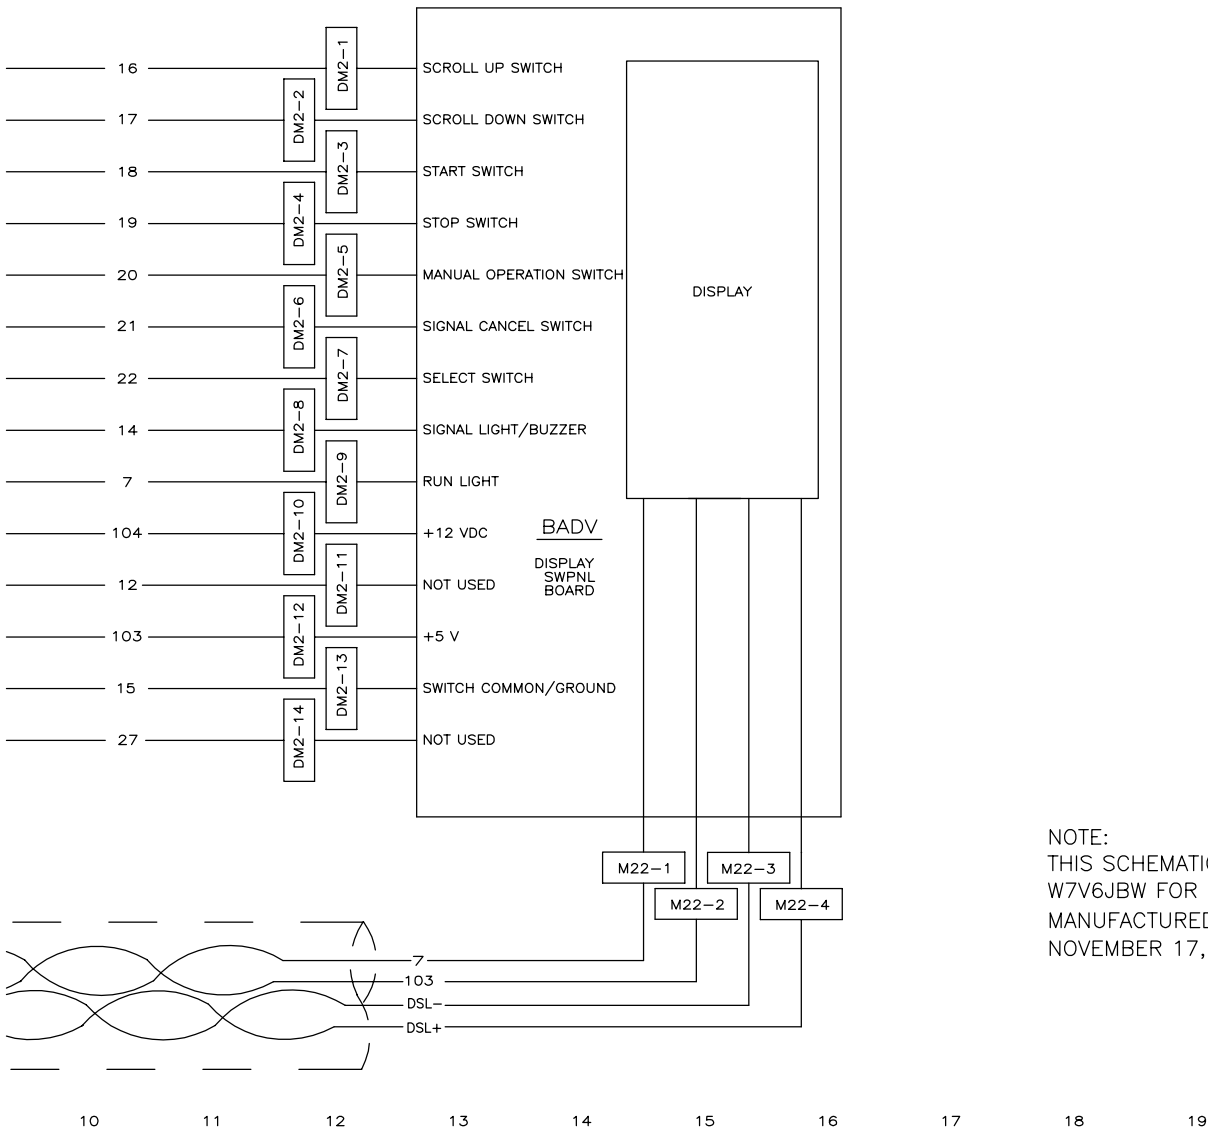 16 DM2-1 SCROLL UP SWITCH
17 DM2-2 SCROLL DOWN SWITCH
18 DM2-3 START SWITCH
19 DM2-4 STOP SWITCH
20 DM2-5 MANUAL OPERATION SWITCH
21 DM2-6 SIGNAL CANCEL SWITCH
22 DM2-7 SELECT SWITCH
14 DM2-8 SIGNAL LIGHT/BUZZER
7 DM2-9 RUN LIGHT
104 DM2-10 +12 VDC
12 DM2-11 NOT USED
103 DM2-12 +5 V
15 DM2-13 SWITCH COMMON/GROUND
27 DM2-14 NOT USED
DISPLAY
BADV
DISPLAY
SWPNL
BOARD
M22-1
M22-2
M22-3
M22-4
7
103
DSL-
DSL+
NOTE:
THIS SCHEMATIC
W7V6JBW FOR
MANUFACTURED
NOVEMBER 17,
10 11 12 13 14 15 16 17 18 19